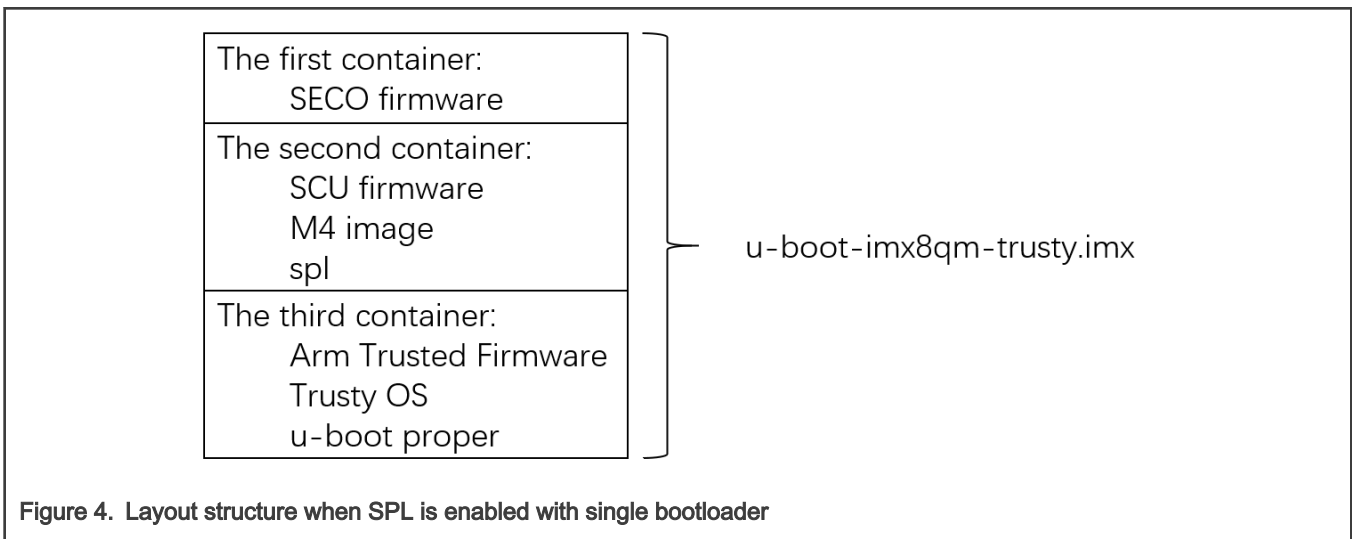 The first container:
SECO firmware
The second container:
SCU firmware
M4 image
spl
The third container:
Arm Trusted Firmware
Trusty OS
u-boot proper
u-boot-imx8qm-trusty.imx
Figure 4. Layout structure when SPL is enabled with single bootloader